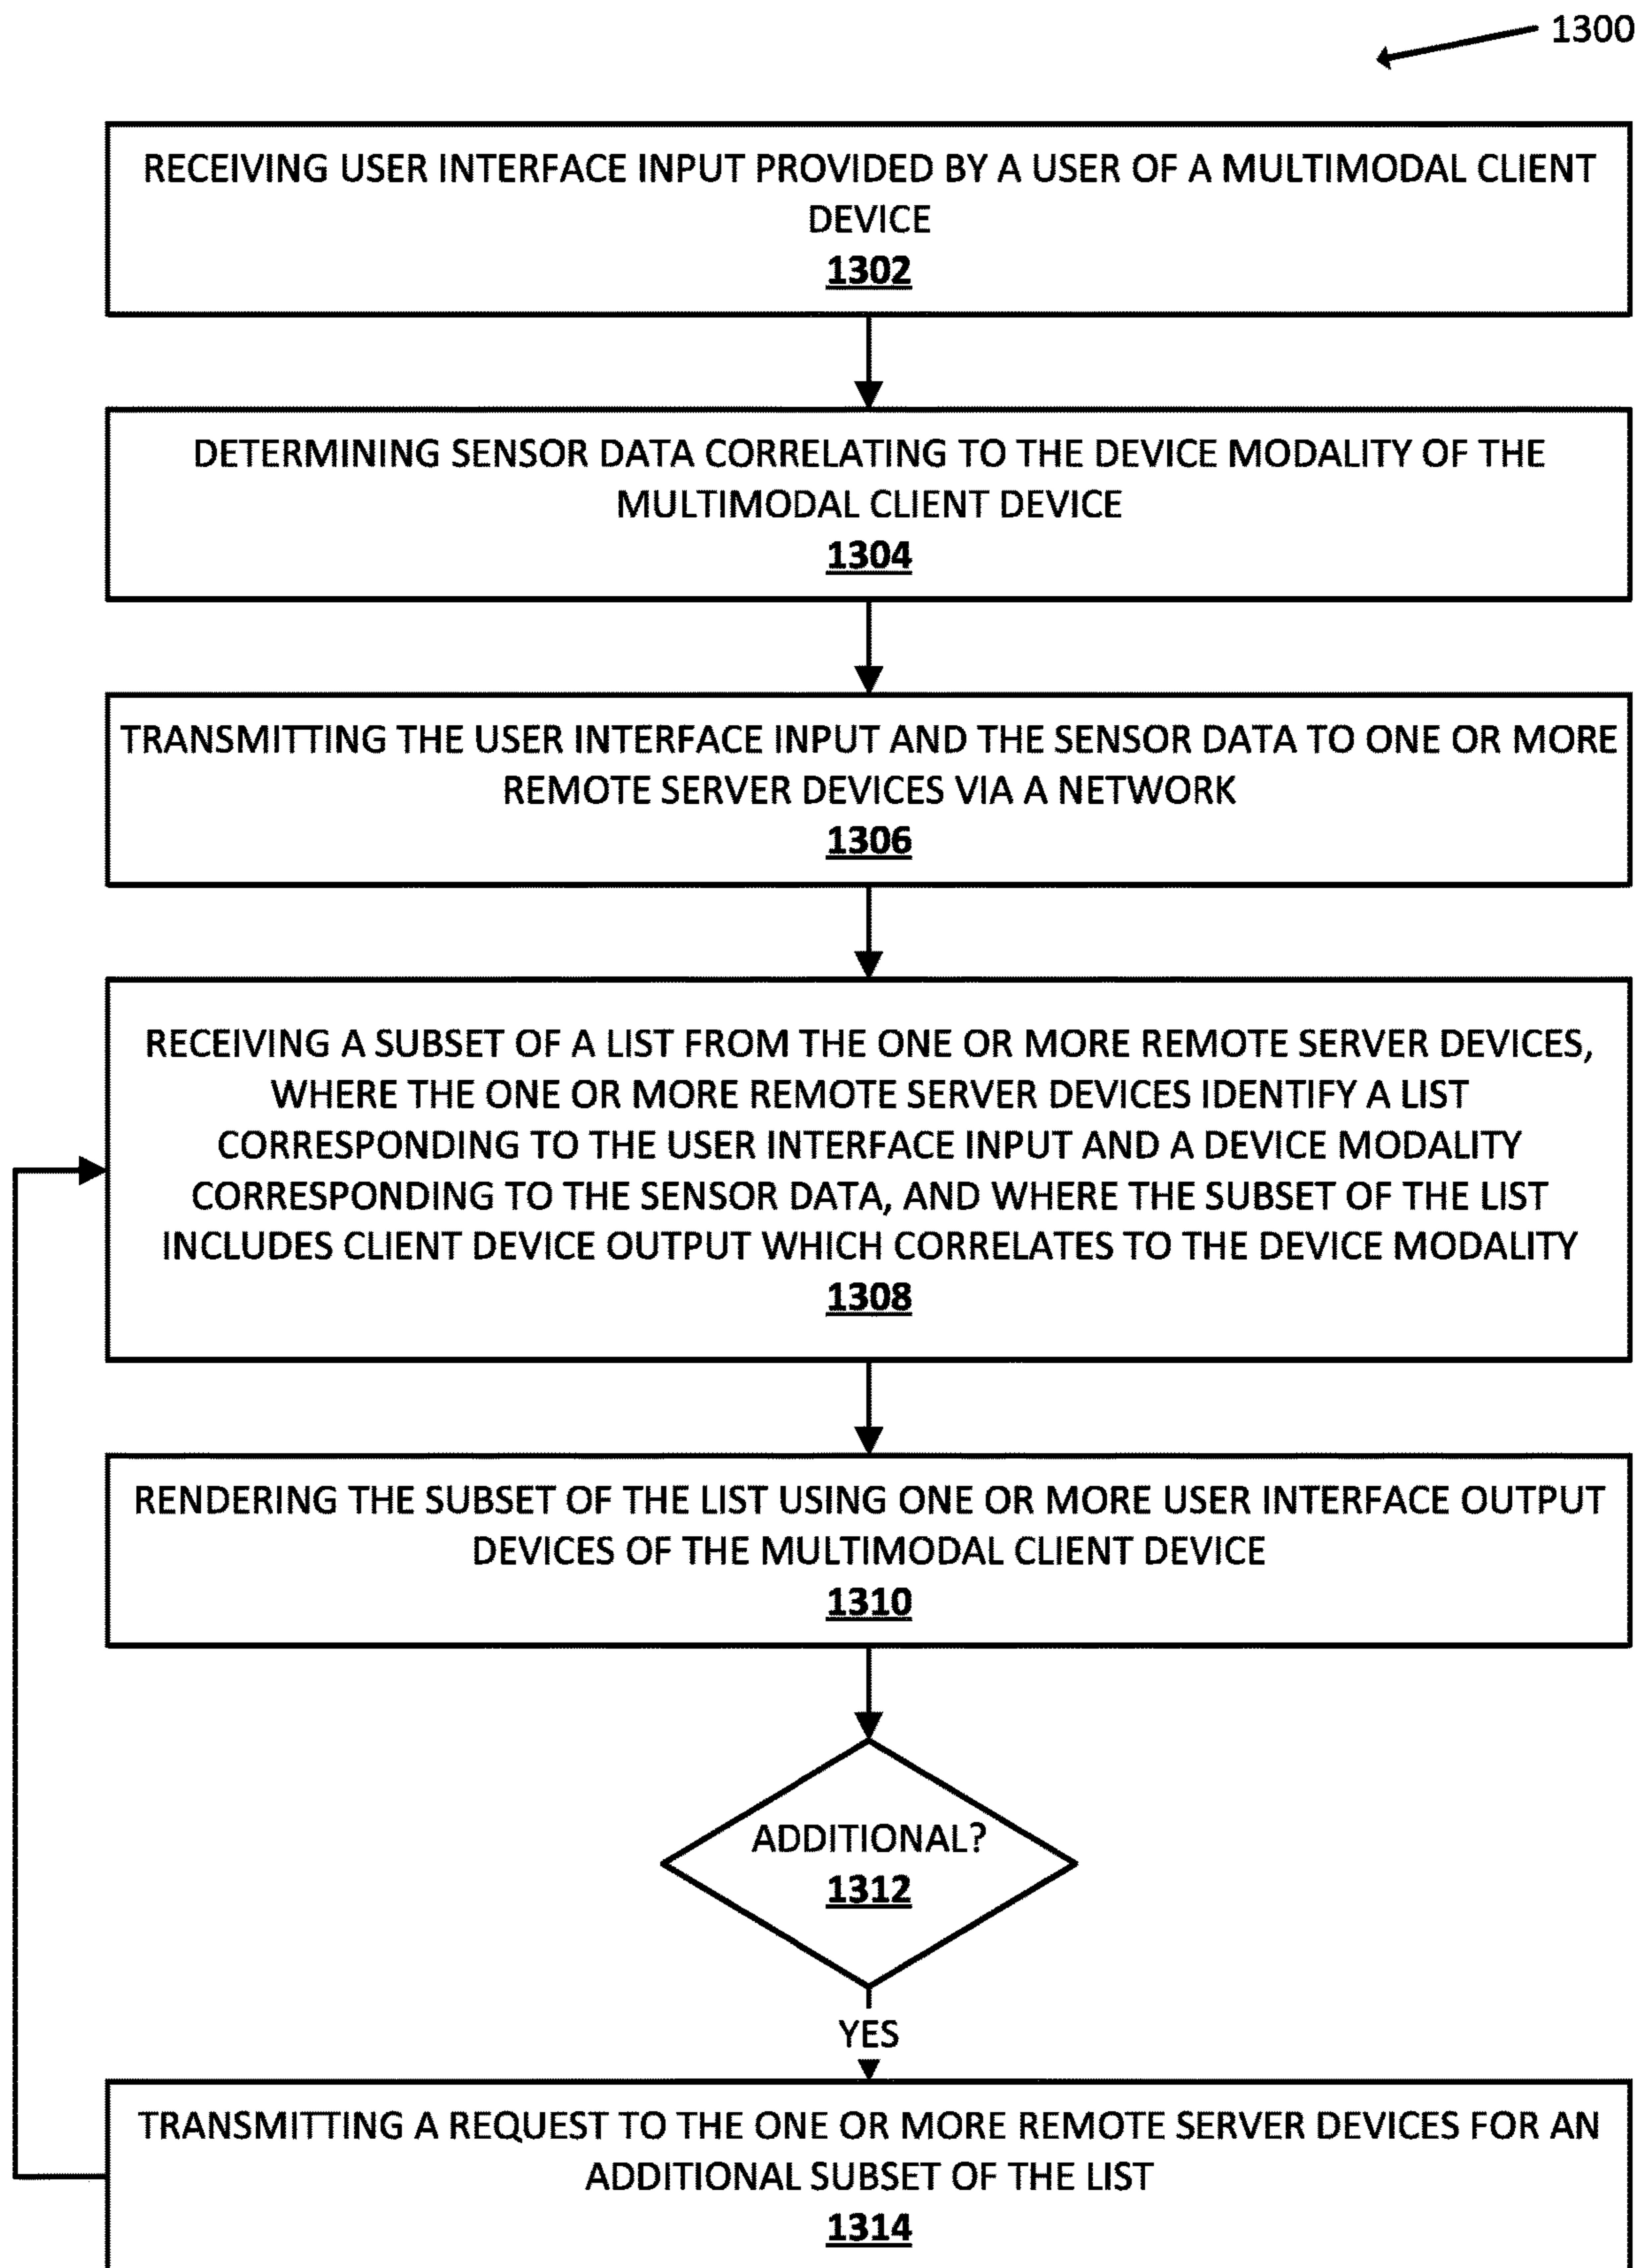 1300
RECEIVING USER INTERFACE INPUT PROVIDED BY A USER OF A MULTIMODAL CLIENT
DEVICE
1302
DETERMINING SENSOR DATA CORRELATING TO THE DEVICE MODALITY OF THE
MULTIMODAL CLIENT DEVICE
1304
TRANSMITTING THE USER INTERFACE INPUT AND THE SENSOR DATA TO ONE OR MORE
REMOTE SERVER DEVICES VIA A NETWORK
1306
RECEIVING A SUBSET OF A LIST FROM THE ONE OR MORE REMOTE SERVER DEVICES,
WHERE THE ONE OR MORE REMOTE SERVER DEVICES IDENTIFY A LIST
CORRESPONDING TO THE USER INTERFACE INPUT AND A DEVICE MODALITY
CORRESPONDING TO THE SENSOR DATA, AND WHERE THE SUBSET OF THE LIST
INCLUDES CLIENT DEVICE OUTPUT WHICH CORRELATES TO THE DEVICE MODALITY
1308
RENDERING THE SUBSET OF THE LIST USING ONE OR MORE USER INTERFACE OUTPUT
DEVICES OF THE MULTIMODAL CLIENT DEVICE
1310
ADDITIONAL?
1312
YES
TRANSMITTING A REQUEST TO THE ONE OR MORE REMOTE SERVER DEVICES FOR AN
ADDITIONAL SUBSET OF THE LIST
1314